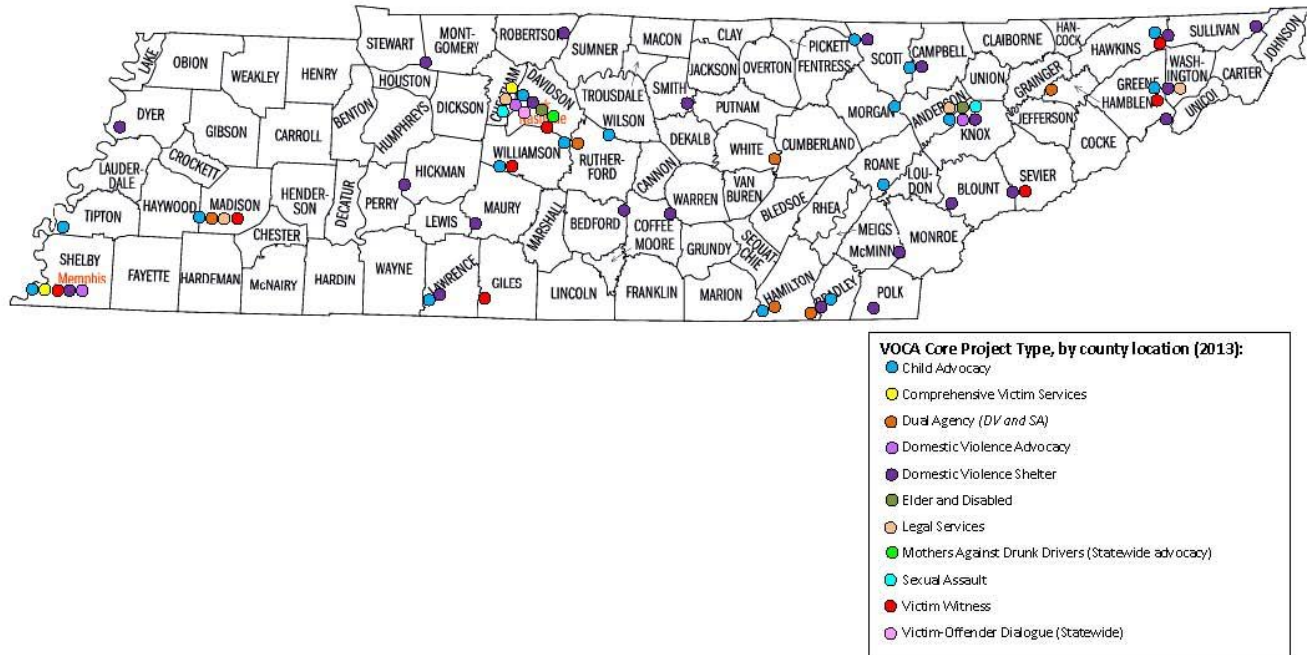 LAKE
OBION
WEAKLEY
HENRY
STEWART
MONT-
GOMERY
ROBERTSON
SUMNER
MACON
CLAY
PICKETT
SCOTT
CAMPBELL
CLAIBORNE
HAN-
COCK
HAWKINS
SULLIVAN
JOHNSON
DYER
GIBSON
CARROLL
BENTON
HOUSTON
HUMPHREYS
DICKSON
DAVIDSON
TROUSDALE
SMITH
JACKSON
OVERTON
FENTRESS
PUTNAM
MORGAN
ANDERSON
UNION
GRAINGER
GREENE
HAMBLEN
WASH-
INGTON
CARTER
UNICOI
LAUDER-
DALE
CROCKETT
HAYWOOD
MADISON
HENDER-
SON
DECATUR
PERRY
HICKMAN
WILLIAMSON
WILSON
RUTHER-
FORD
CANNON
DEKALB
WHITE
CUMBERLAND
ROANE
LOU-
DON
KNOX
JEFFERSON
COCKE
SEVIER
BLOUNT
TIPTON
CHESTER
LEWIS
MAURY
MARSHALL
BEDFORD
COFFEE
MOORE
WARREN
VAN
BUREN
BLEDSOE
RHEA
MEIGS
McMINN
MONROE
SHELBY
Memphis
FAYETTE
HARDEMAN
McNAIRY
HARDIN
WAYNE
LAWRENCE
GILES
LINCOLN
FRANKLIN
GRUNDY
SEQUAT-
CHIE
MARION
HAMILTON
BRADLEY
POLK
VOCA Core Project Type, by county location (2013):
Child Advocacy
Comprehensive Victim Services
Dual Agency (DV and SA)
Domestic Violence Advocacy
Domestic Violence Shelter
Elder and Disabled
Legal Services
Mothers Against Drunk Drivers (Statewide advocacy)
Sexual Assault
Victim Witness
Victim-Offender Dialogue (Statewide)